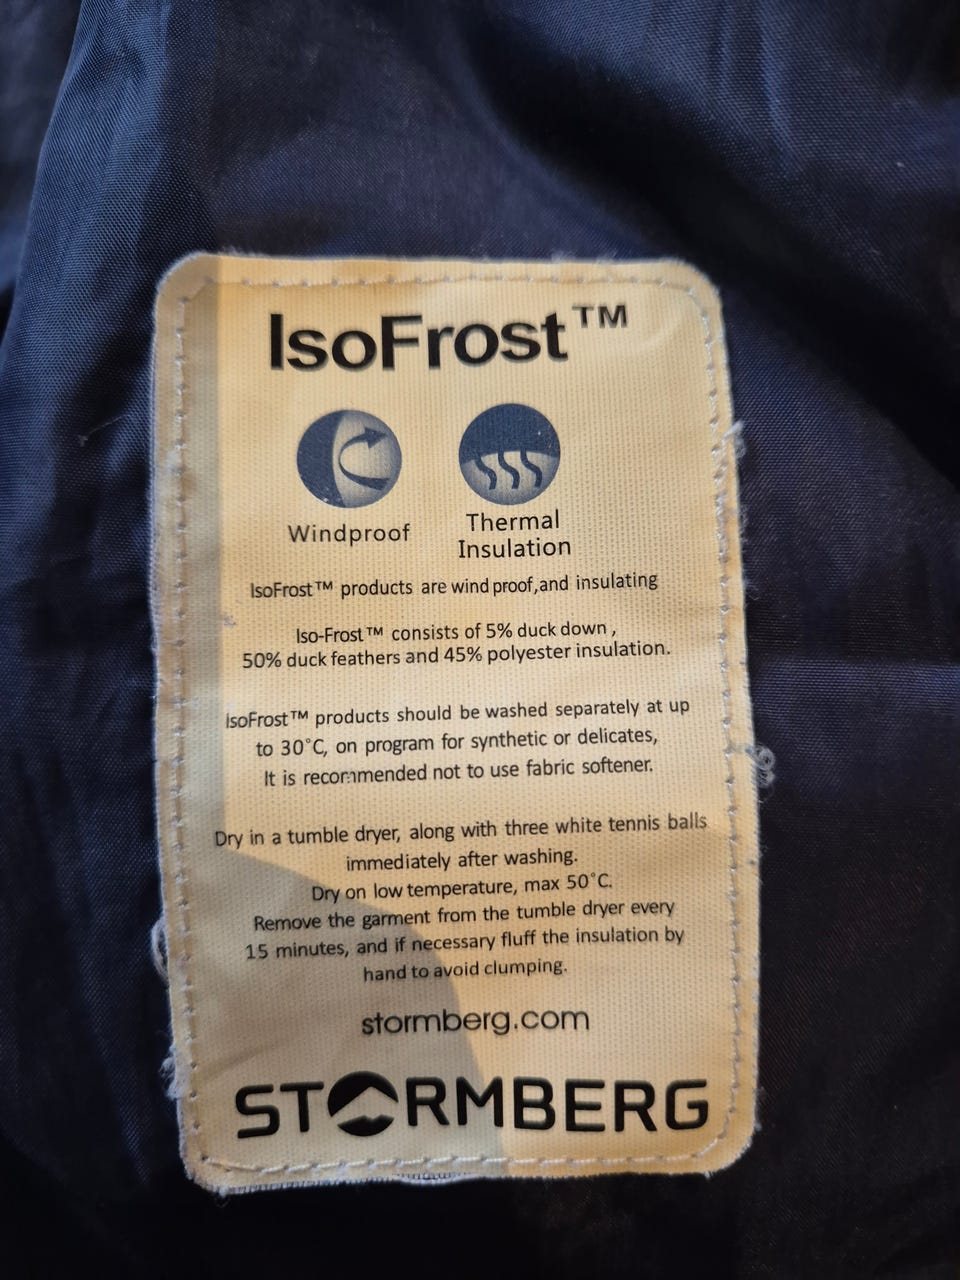 IsoFrost™
Windproof
Thermal
Insulation
IsoFrost™ products are wind proof,and insulating
Iso-Frost™ consists of 5% duck down ,
50% duck feathers and 45% polyester insulation.
IsoFrost™ products should be washed separately at up
to 30°C, on program for synthetic or delicates,
It is recommended not to use fabric softener.
Dry in a tumble dryer, along with three white tennis balls
immediately after washing.
Dry on low temperature, max 50°C.
Remove the garment from the tumble dryer every
15 minutes, and if necessary fluff the insulation by
hand to avoid clumping.
stormberg.com
STORMBERG